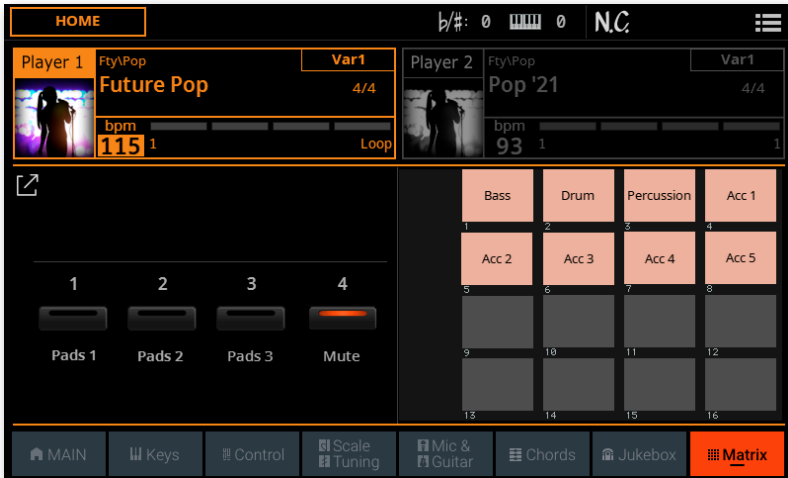 HOME
b/#: 0 0 N.C.
Player 1 Fty\Pop Var1
Future Pop 4/4
bpm
115 1 Loop
Player 2 Fty\Pop Var1
Pop '21 4/4
bpm
93 1 1
Bass Drum Percussion Acc 1
1 2 3 4
Acc 2 Acc 3 Acc 4 Acc 5
5 6 7 8
9 10 11 12
13 14 15 16
1 2 3 4
Pads 1 Pads 2 Pads 3 Mute
MAIN Keys Control Scale Tuning Mic & Guitar Chords Jukebox Matrix